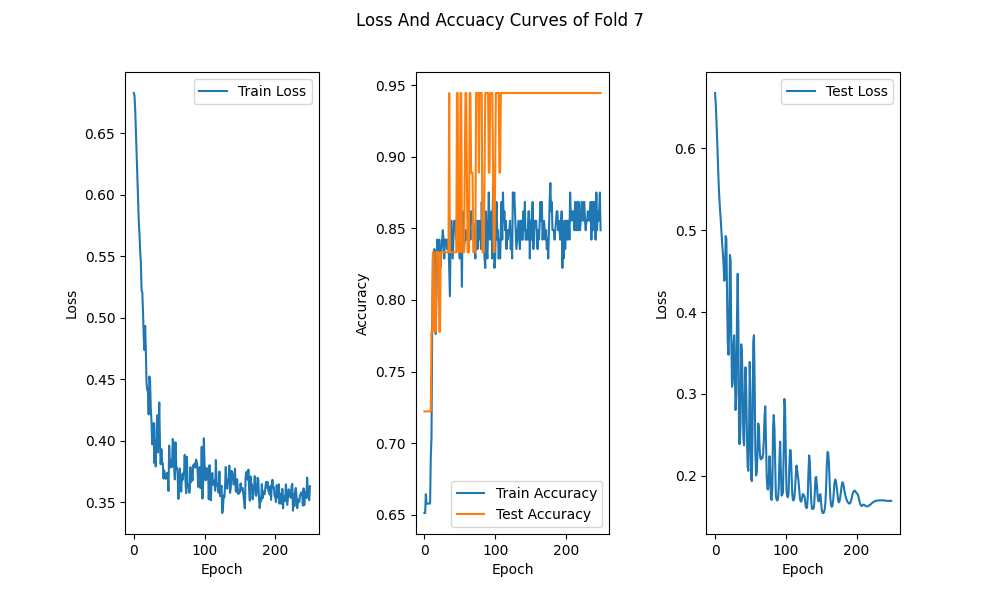 Loss And Accuacy Curves of Fold 7
Train Loss
0.65
0.60
0.55
0.50
0.45
0.40
0.35
0
100
200
Loss
Epoch
0.95
0.90
0.85
0.80
0.75
0.70
0.65
0
100
200
Accuracy
Train Accuracy
Test Accuracy
Epoch
Test Loss
0.6
0.5
0.4
0.3
0.2
0
100
200
Loss
Epoch